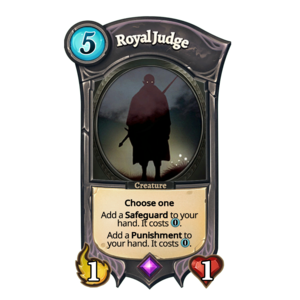 5
Royal Judge
Creature
Choose one
Add a Safeguard to your
hand. It costs 0.
Add a Punishment to
your hand. It costs 0.
1
1